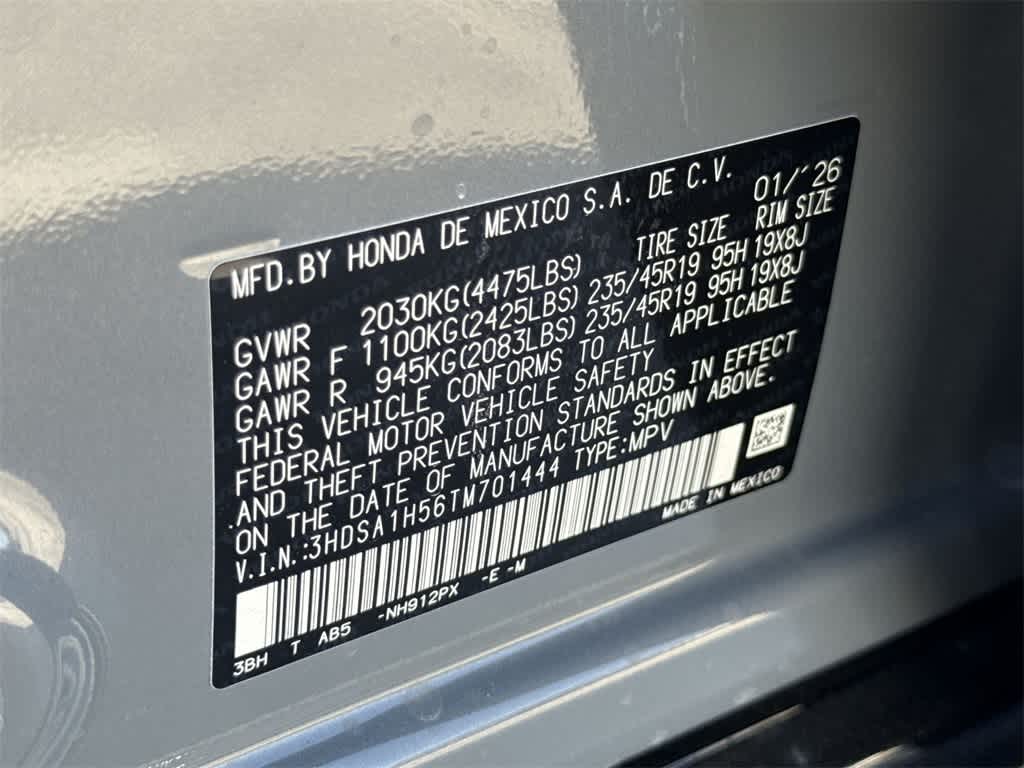 MFD.BY HONDA DE MEXICO S.A. DE C.V. 01/'26
TIRE SIZE RIM SIZE
GVWR 2030KG(4475LBS)
GAWR F 1100KG(2425LBS) 235/45R19 95H 19X8J
GAWR R 945KG(2083LBS) 235/45R19 95H 19X8J
THIS VEHICLE CONFORMS TO ALL APPLICABLE
FEDERAL MOTOR VEHICLE SAFETY
AND THEFT PREVENTION STANDARDS IN EFFECT
ON THE DATE OF MANUFACTURE SHOWN ABOVE.
V.I.N.:3HDSA1H56TM701444 TYPE:MPV
MADE IN MEXICO
3BH T AB5 -NH912PX -E -M